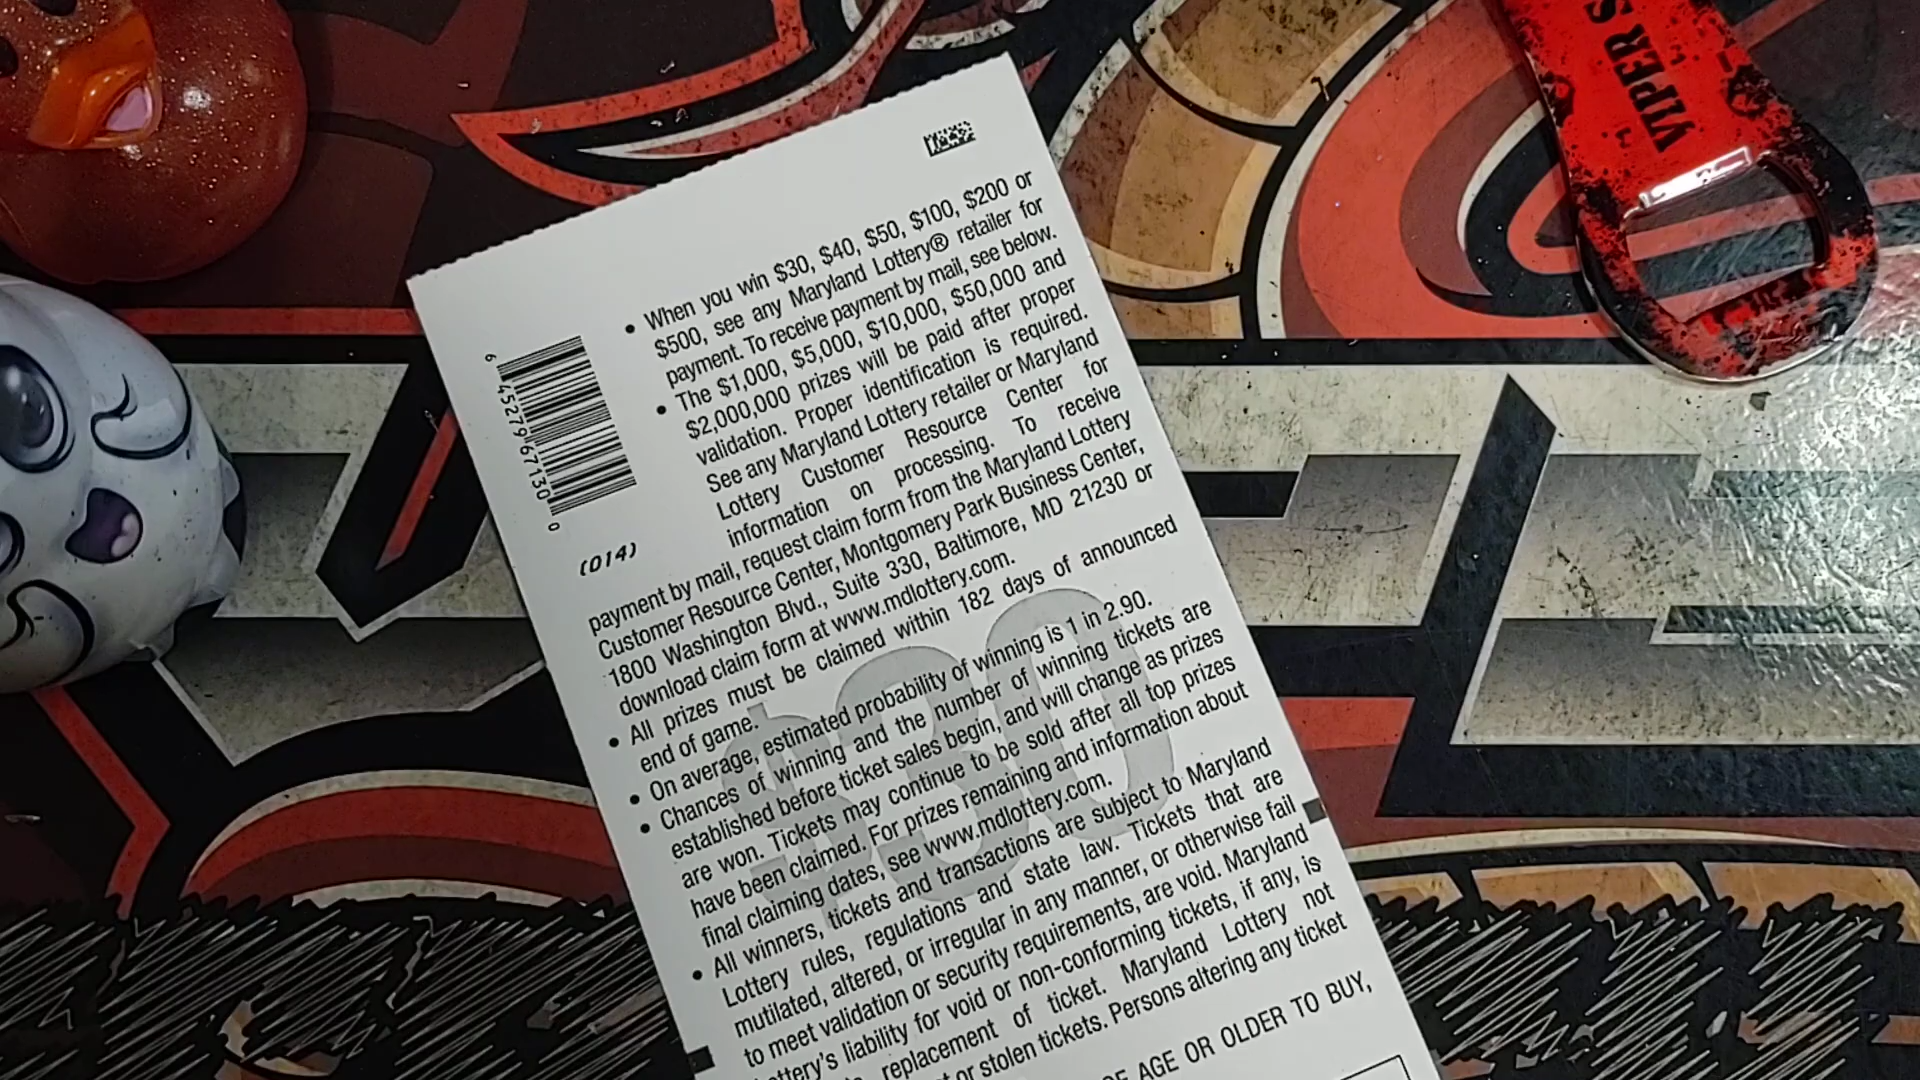 VIPER S
When you win $30, $40, $50, $100, $200 or
$500, see any Maryland Lottery® retailer for
payment. To receive payment by mail, see below.
The $1,000, $5,000, $10,000, $50,000 and
$2,000,000 prizes will be paid after proper
validation. Proper identification is required.
See any Maryland Lottery retailer or Maryland
Lottery Customer Resource Center for
information on processing. To receive
payment by mail, request claim form from the Maryland Lottery
Customer Resource Center, Montgomery Park Business Center,
1800 Washington Blvd., Suite 330, Baltimore, MD 21230 or
download claim form at www.mdlottery.com.
All prizes must be claimed within 182 days of announced
end of game.
On average, estimated probability of winning is 1 in 2.90.
Chances of winning and the number of winning tickets are
established before ticket sales begin, and will change as prizes
are won. Tickets may continue to be sold after all top prizes
have been claimed. For prizes remaining and information about
final claiming dates, see www.mdlottery.com.
All winners, tickets and transactions are subject to Maryland
Lottery rules, regulations and state law. Tickets that are
mutilated, altered, or irregular in any manner, or otherwise fail
to meet validation or security requirements, are void. Maryland
Lottery's liability for void or non-conforming tickets, if any, is
replacement of ticket. Maryland Lottery not
or stolen tickets. Persons altering any ticket
OF AGE OR OLDER TO BUY,
6 45279 67130 0
(014)
$30